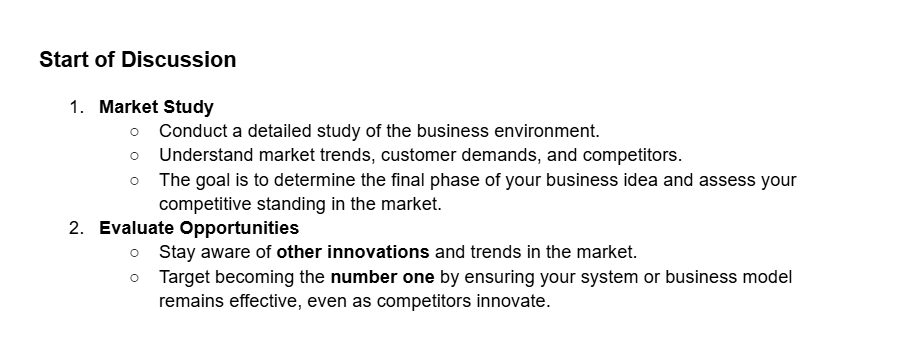 Start of Discussion
1. Market Study
○ Conduct a detailed study of the business environment.
○ Understand market trends, customer demands, and competitors.
○ The goal is to determine the final phase of your business idea and assess your
competitive standing in the market.
2. Evaluate Opportunities
○ Stay aware of other innovations and trends in the market.
○ Target becoming the number one by ensuring your system or business model
remains effective, even as competitors innovate.